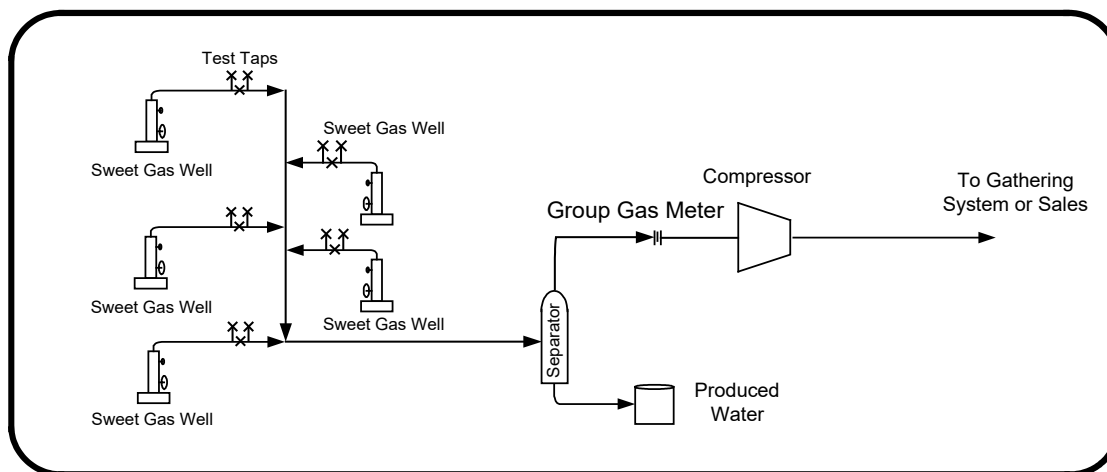 Test Taps
Sweet Gas Well
Sweet Gas Well
Compressor
To Gathering
System or Sales
Group Gas Meter
Sweet Gas Well
Sweet Gas Well
Separator
Produced
Water
Sweet Gas Well